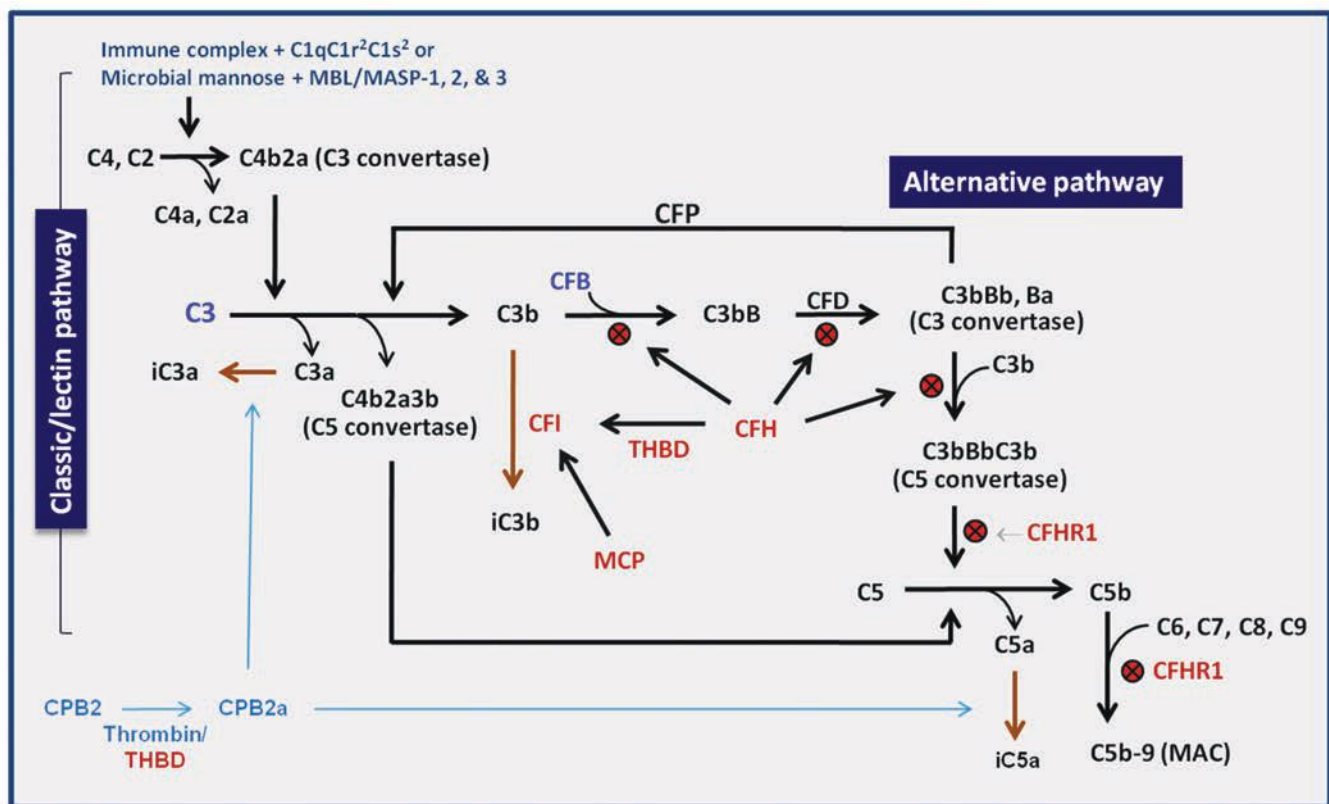 Immune complex + C1qC1r²C1s² or
Microbial mannose + MBL/MASP-1, 2, & 3
C4, C2
C4b2a (C3 convertase)
C4a, C2a
Classic/lectin pathway
Alternative pathway
CFP
C3
C3b
CFB
C3bB
CFD
C3bBb, Ba
(C3 convertase)
iC3a
C3a
C3b
C4b2a3b
(C5 convertase)
CFI
THBD
CFH
C3bBbC3b
(C5 convertase)
iC3b
MCP
CFHR1
C5
C5b
C5a
C6, C7, C8, C9
CFHR1
CPB2
CPB2a
Thrombin/
THBD
iC5a
C5b-9 (MAC)